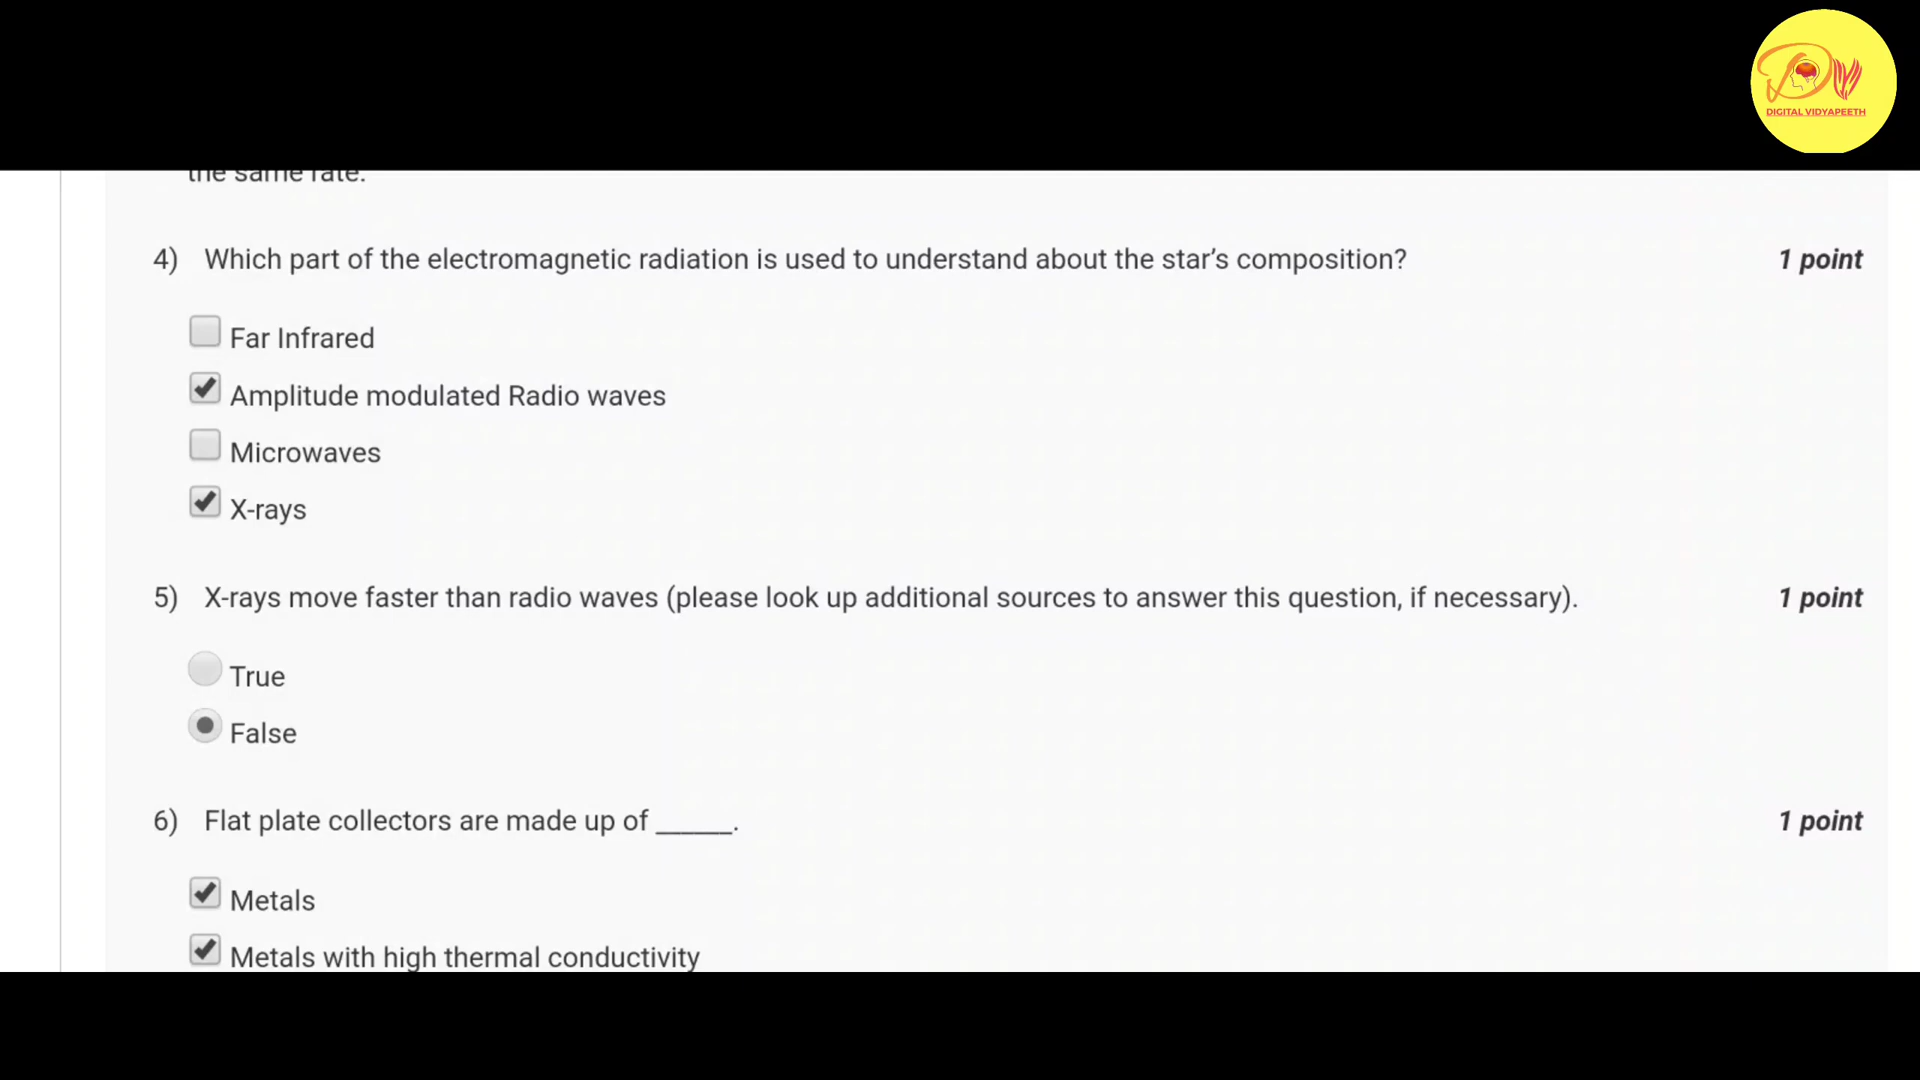 DIGITAL VIDYAPEETH
the same rate.
4) Which part of the electromagnetic radiation is used to understand about the star’s composition? 1 point
Far Infrared
Amplitude modulated Radio waves
Microwaves
X-rays
5) X-rays move faster than radio waves (please look up additional sources to answer this question, if necessary). 1 point
True
False
6) Flat plate collectors are made up of ______. 1 point
Metals
Metals with high thermal conductivity